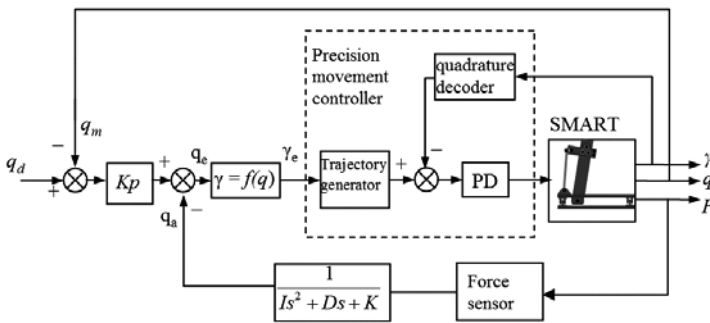 Precision
movement
controller
quadrature
decoder
SMART
q_m
−
−
q_d
+
Kp
+
−
q_e
q_a
γ = f(q)
γ_e
Trajectory
generator
+
PD
γ
q
1
Is² + Ds + K
Force
sensor